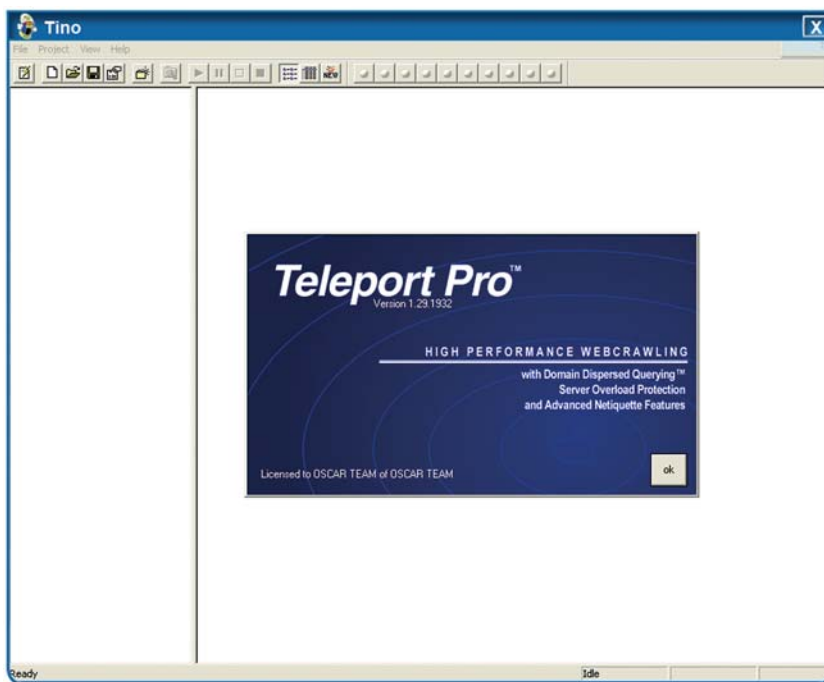 Tino
X
File Project View Help
NEW
Teleport Pro™
Version 1.29.1932
HIGH PERFORMANCE WEBCRAWLING
with Domain Dispersed Querying™
Server Overload Protection
and Advanced Netiquette Features
Licensed to OSCAR TEAM of OSCAR TEAM
ok
Ready
Idle